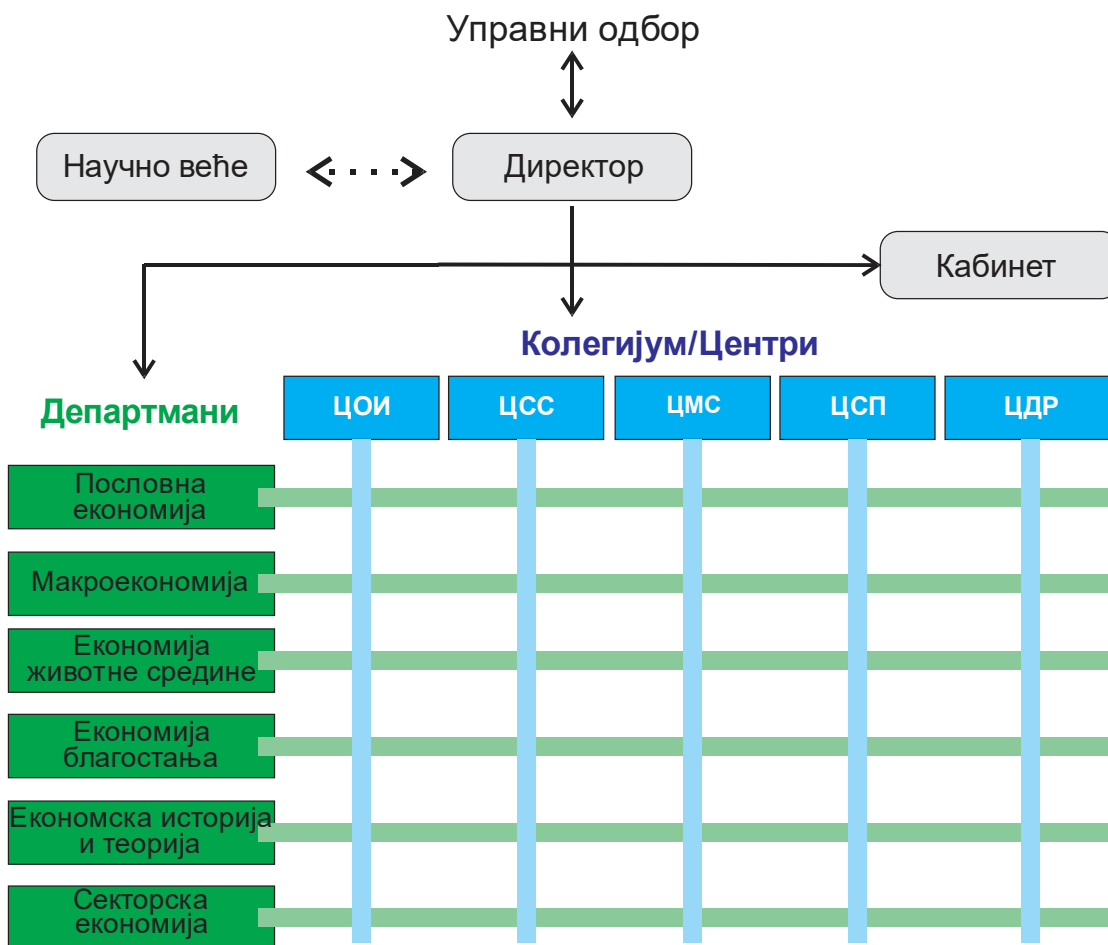 Управни одбор
Научно веће
Директор
Кабинет
Колегијум/Центри
Департмани
ЦОИ
ЦСС
ЦМС
ЦСП
ЦДР
Пословна
економија
Макроекономија
Економија
животне средине
Економија
благостања
Економска историја
и теорија
Секторска
економија